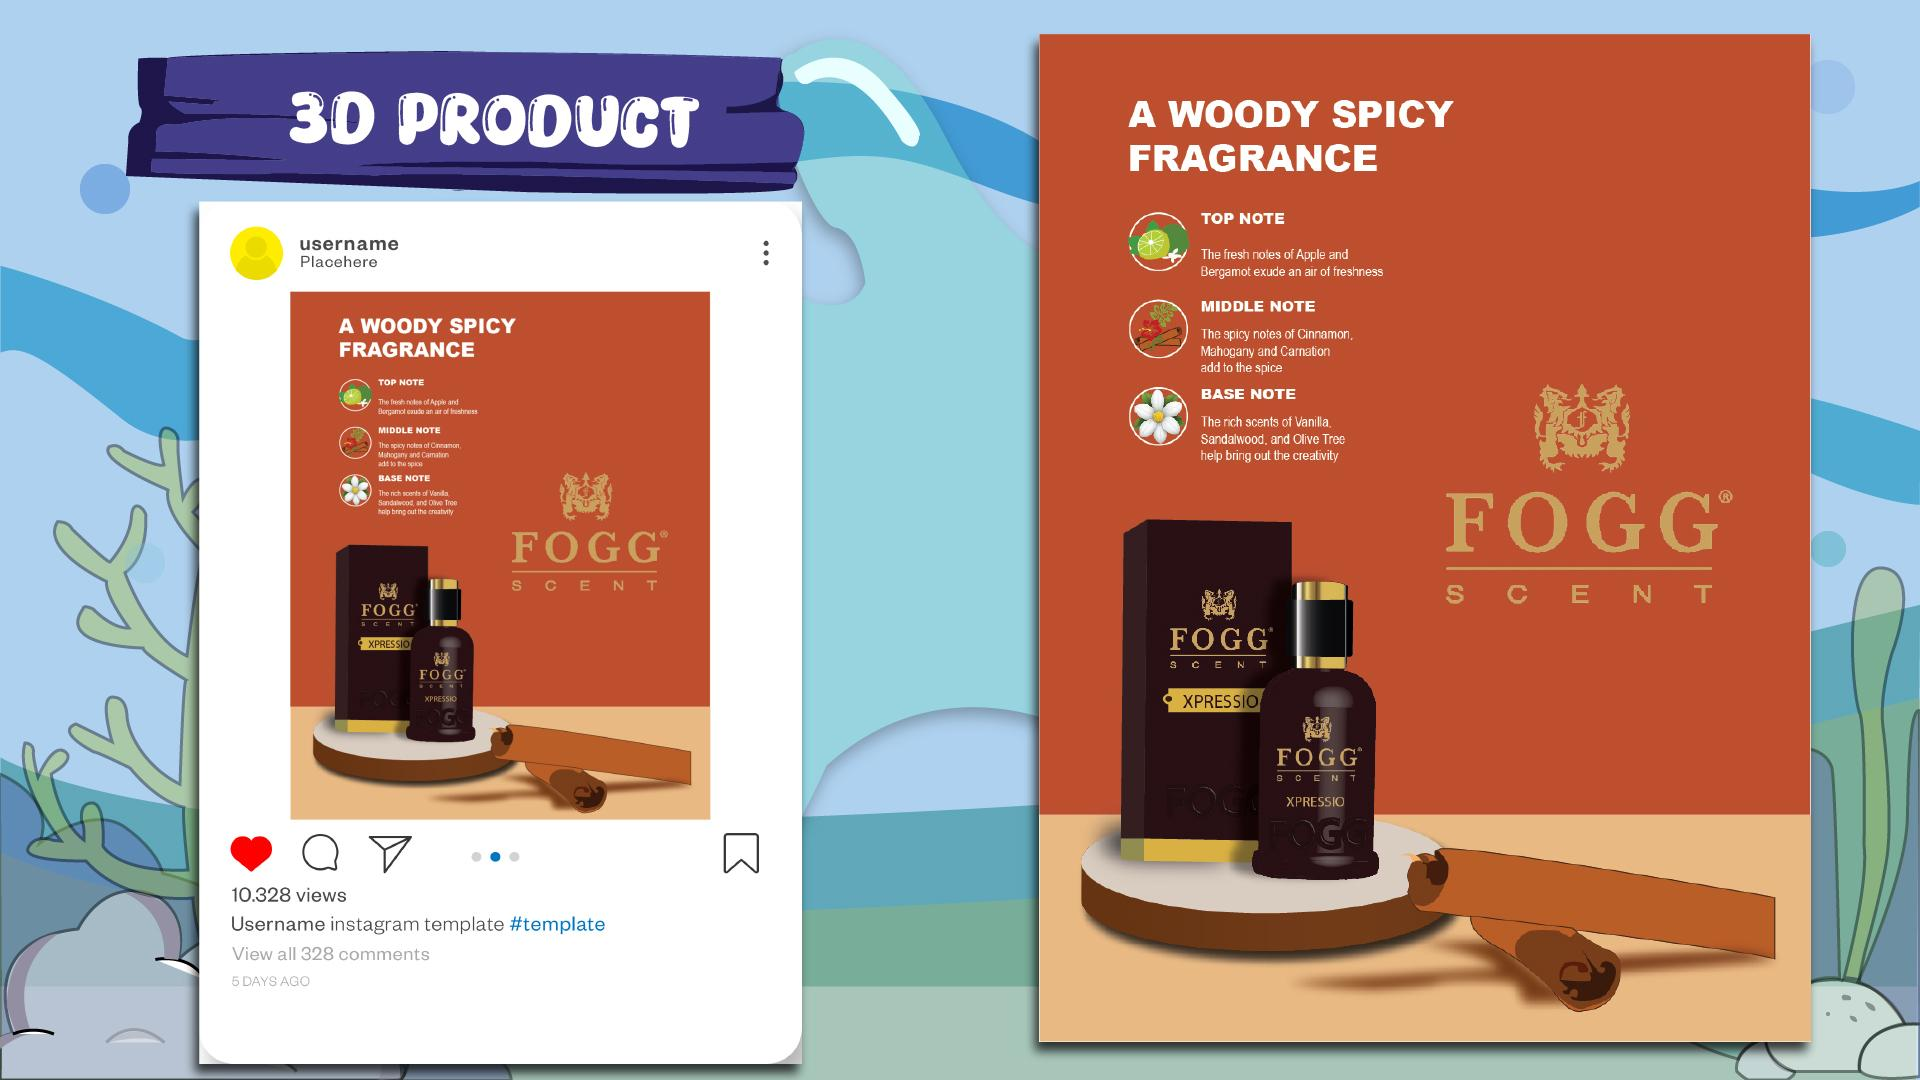 3D PRODUCT
username
Placehere
A WOODY SPICY
FRAGRANCE
TOP NOTE
The fresh notes of Apple and
Bergamot exude an air of freshness
MIDDLE NOTE
The spicy notes of Cinnamon,
Mahogany and Carnation
add to the spice
BASE NOTE
The rich scents of Vanilla,
Sandalwood, and Olive Tree
help bring out the creativity
FOGG®
SCENT
FOGG
SCENT
XPRESSIO
FOGG
FOGG
SCENT
XPRESSIO
FOGG
10.328 views
Username instagram template #template
View all 328 comments
5 DAYS AGO
A WOODY SPICY
FRAGRANCE
TOP NOTE
The fresh notes of Apple and
Bergamot exude an air of freshness
MIDDLE NOTE
The spicy notes of Cinnamon,
Mahogany and Carnation
add to the spice
BASE NOTE
The rich scents of Vanilla,
Sandalwood, and Olive Tree
help bring out the creativity
FOGG®
SCENT
FOGG®
SCENT
XPRESSIO
FOGG
FOGG®
SCENT
XPRESSIO
FOGG